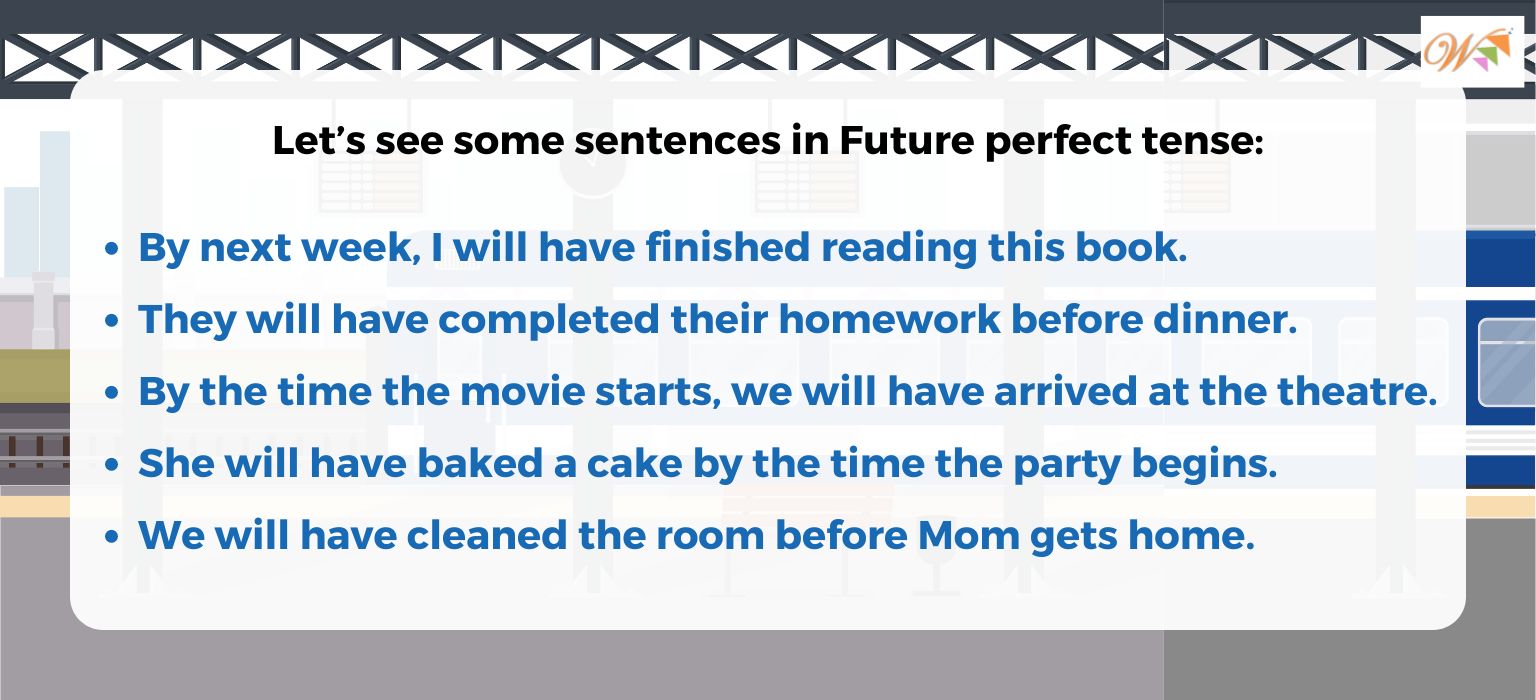 W
Let’s see some sentences in Future perfect tense:
• By next week, I will have finished reading this book.
• They will have completed their homework before dinner.
• By the time the movie starts, we will have arrived at the theatre.
• She will have baked a cake by the time the party begins.
• We will have cleaned the room before Mom gets home.